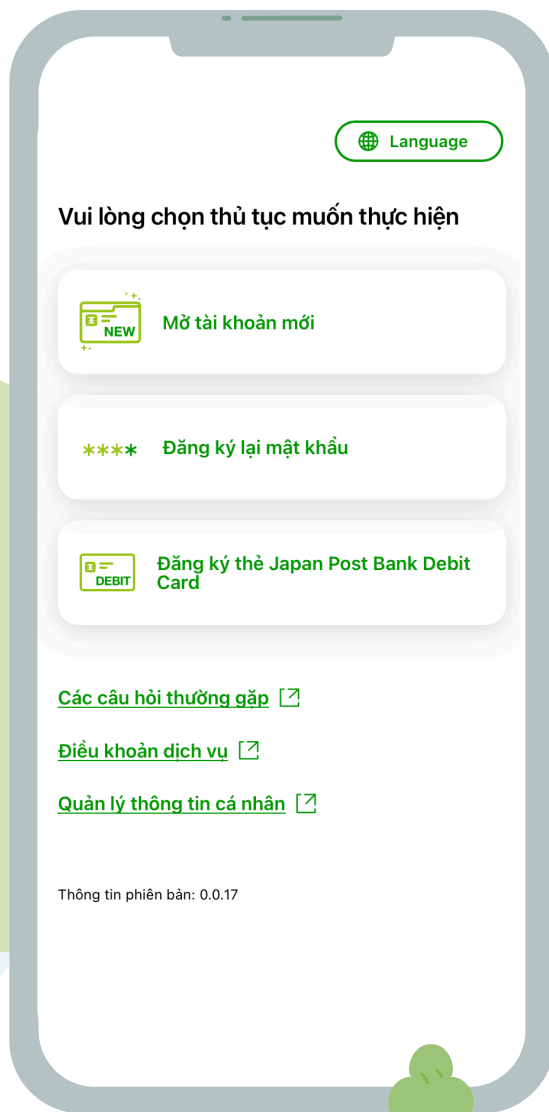 Language
Vui lòng chọn thủ tục muốn thực hiện
NEW
Mở tài khoản mới
****
Đăng ký lại mật khẩu
DEBIT
Đăng ký thẻ Japan Post Bank Debit
Card
Các câu hỏi thường gặp
Điều khoản dịch vụ
Quản lý thông tin cá nhân
Thông tin phiên bản: 0.0.17